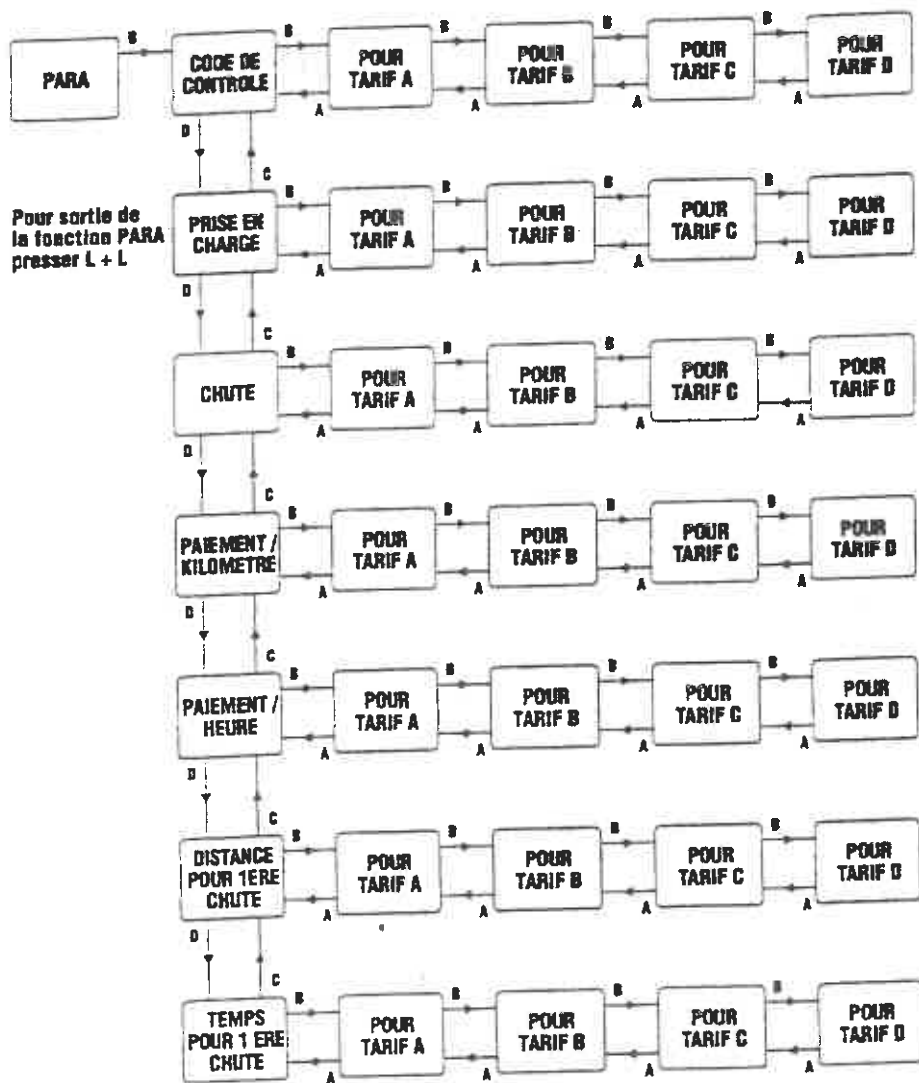 B B B B B
PARA
CODE DE
CONTROLE
POUR
TARIF A
POUR
TARIF B
POUR
TARIF C
POUR
TARIF D
A A A A
D C
Pour sortie de
la fonction PARA
presser L + L
B B B B
PRISE EN
CHARGE
POUR
TARIF A
POUR
TARIF B
POUR
TARIF C
POUR
TARIF D
A A A A
D C
B B B B
CHUTE
POUR
TARIF A
POUR
TARIF B
POUR
TARIF C
POUR
TARIF D
A A A A
D C
B B B B
PAIEMENT /
KILOMETRE
POUR
TARIF A
POUR
TARIF B
POUR
TARIF C
POUR
TARIF D
A A A A
D C
B B B B
PAIEMENT /
HEURE
POUR
TARIF A
POUR
TARIF B
POUR
TARIF C
POUR
TARIF D
A A A A
D C
B B B B
DISTANCE
POUR 1ERE
CHUTE
POUR
TARIF A
POUR
TARIF B
POUR
TARIF C
POUR
TARIF D
A A A A
D C
B B B B
TEMPS
POUR 1 ERE
CHUTE
POUR
TARIF A
POUR
TARIF B
POUR
TARIF C
POUR
TARIF D
A A A A